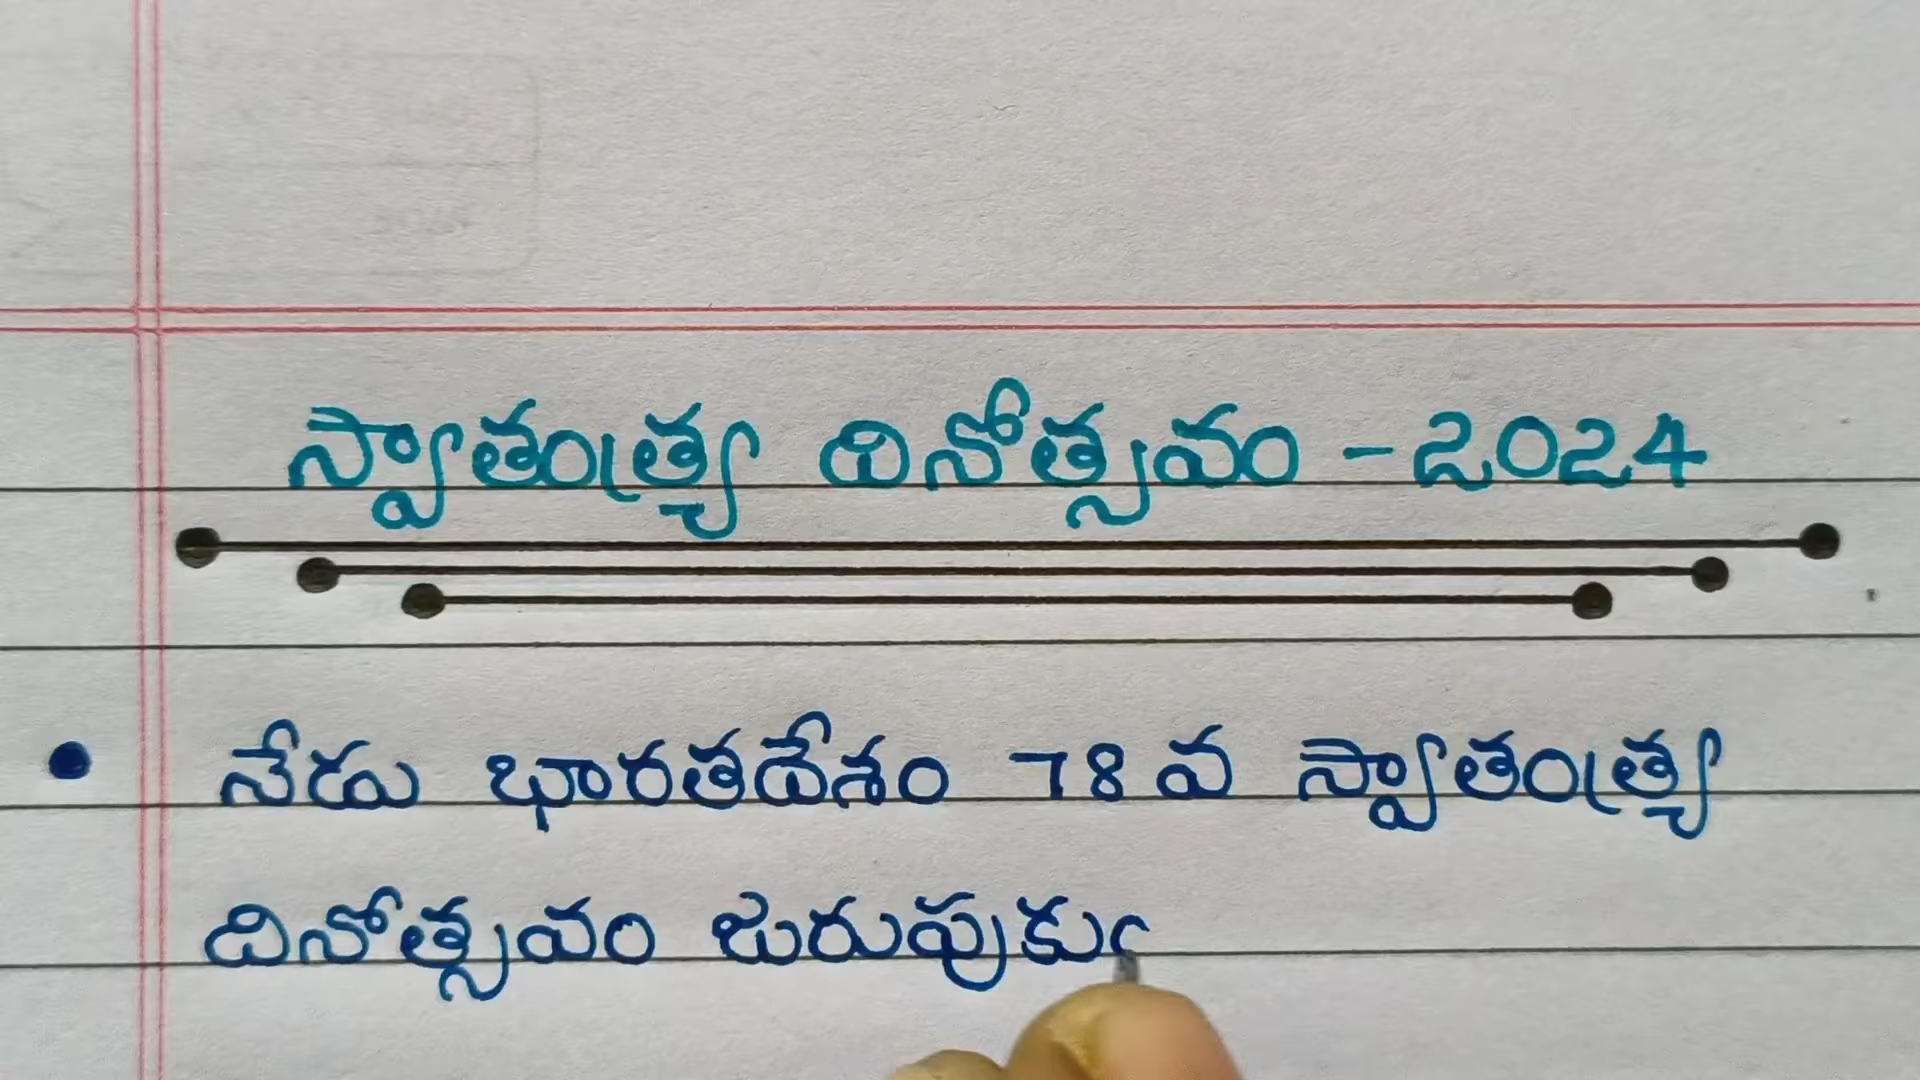 స్వాతంత్ర్య దినోత్సవం - 2024
నేడు భారతదేశం 78 వ స్వాతంత్ర్య
దినోత్సవం జరుపుకు